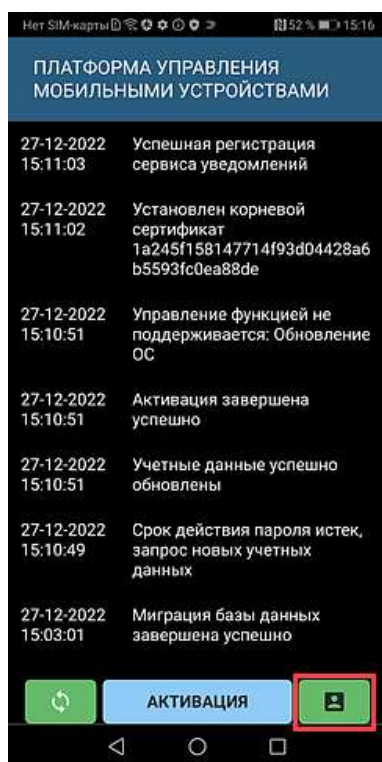 Нет SIM-карты 52 % 15:16
ПЛАТФОРМА УПРАВЛЕНИЯ
МОБИЛЬНЫМИ УСТРОЙСТВАМИ
27-12-2022 Успешная регистрация
15:11:03 сервиса уведомлений
27-12-2022 Установлен корневой
15:11:02 сертификат
1a245f158147714f93d04428a6
b5593fc0ea88de
27-12-2022 Управление функцией не
15:10:51 поддерживается: Обновление
ОС
27-12-2022 Активация завершена
15:10:51 успешно
27-12-2022 Учетные данные успешно
15:10:51 обновлены
27-12-2022 Срок действия пароля истек,
15:10:49 запрос новых учетных
данных
27-12-2022 Миграция базы данных
15:03:01 завершена успешно
АКТИВАЦИЯ